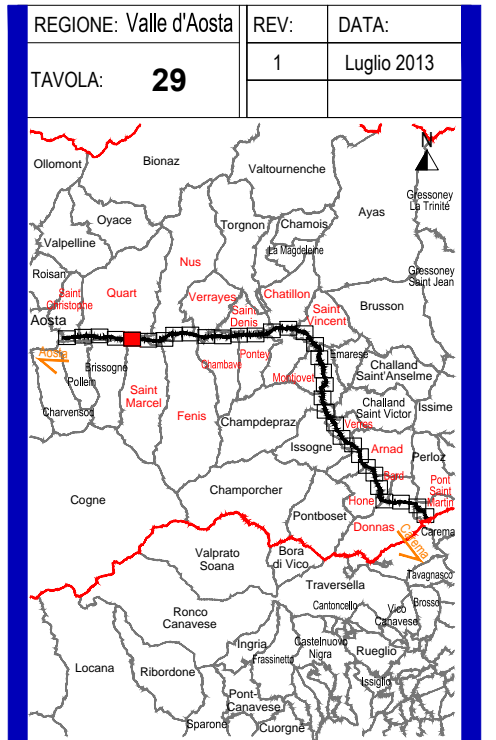 REGIONE: Valle d'Aosta
REV:
DATA:
TAVOLA: 29
1
Luglio 2013
N
Ollomont
Bionaz
Valtournenche
Gressoney
La Trinité
Ayas
Oyace
Torgnon
Chamois
Valpelline
La Magdeleine
Roisan
Nus
Gressoney
Saint Jean
Saint
Christophe
Quart
Verrayes
Chatillon
Brusson
Saint
Denis
Saint
Vincent
Aosta
Aosta
Brissogne
Chambave
Pontey
Emarese
Pollein
Saint
Marcel
Montjovet
Challand
Saint'Anselme
Charvensod
Fenis
Champdepraz
Challand
Saint Victor
Issime
Verres
Issogne
Arnad
Perloz
Bard
Pont
Saint
Martin
Cogne
Champorcher
Hone
Pontboset
Donnas
Carema
Carema
Valprato
Soana
Bora
di Vico
Traversella
Tavagnasco
Ronco
Canavese
Cantoncello
Vico
Canavese
Brosso
Ingria
Castelnuovo
Nigra
Rueglio
Frassinetto
Locana
Ribordone
Issiglio
Pont-
Canavese
Sparone
Cuorgnè